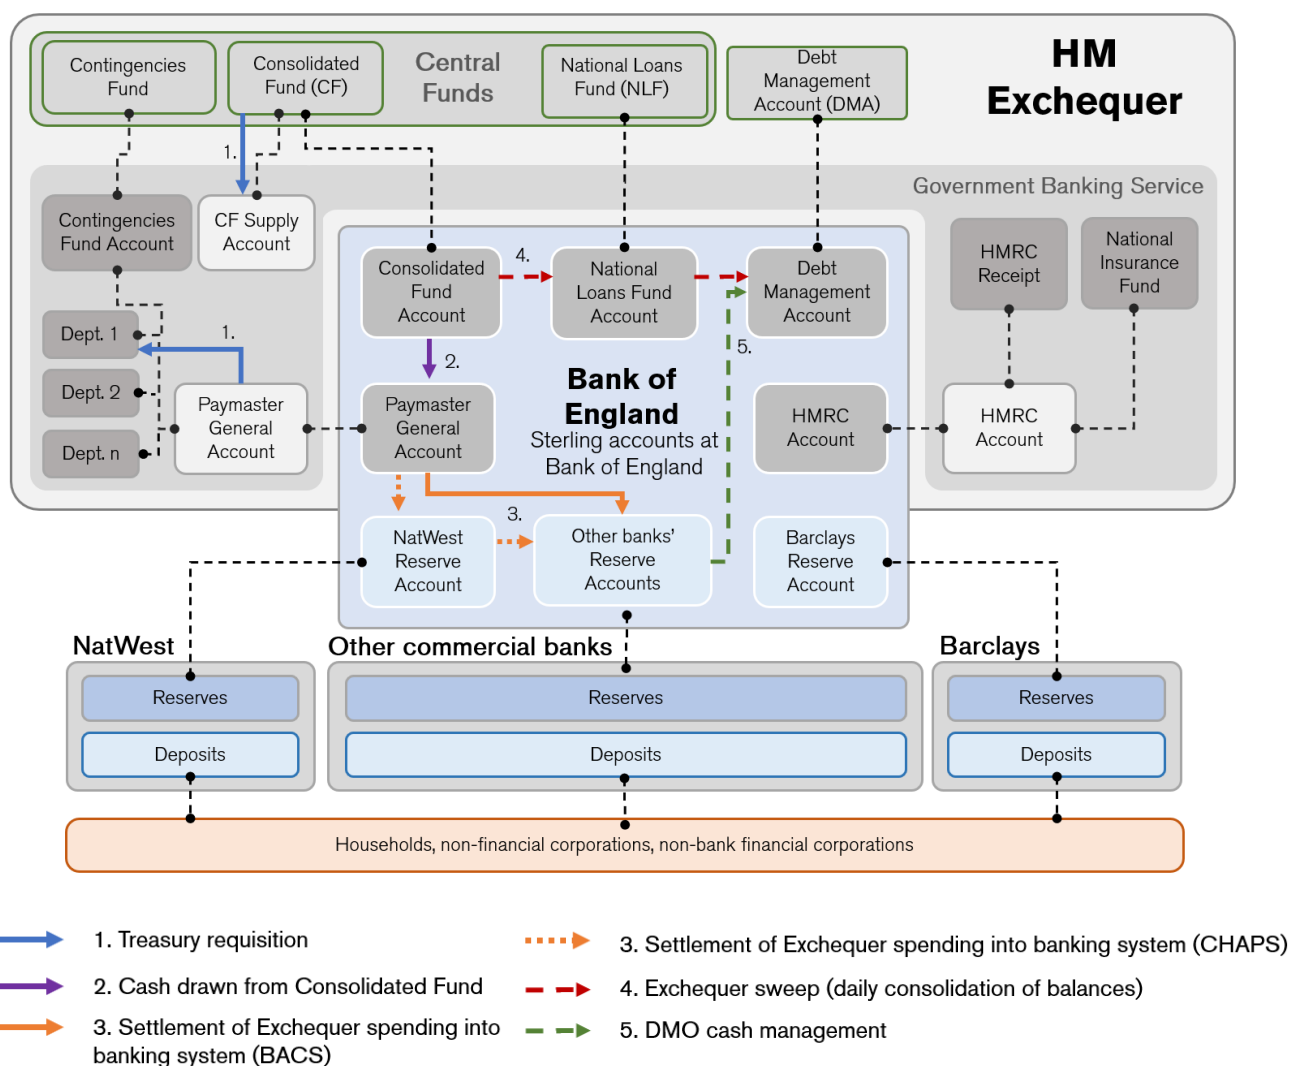 HM
Exchequer
Contingencies
Fund
Consolidated
Fund (CF)
Central
Funds
National Loans
Fund (NLF)
Debt
Management
Account (DMA)
1.
Government Banking Service
Contingencies
Fund Account
CF Supply
Account
HMRC
Receipt
National
Insurance
Fund
Consolidated
Fund
Account
4.
National
Loans Fund
Account
Debt
Management
Account
Dept. 1
1.
2.
5.
Dept. 2
Dept. n
Paymaster
General
Account
Paymaster
General
Account
Bank of
England
Sterling accounts at
Bank of England
HMRC
Account
HMRC
Account
3.
NatWest
Reserve
Account
Other banks’
Reserve
Accounts
Barclays
Reserve
Account
NatWest
Other commercial banks
Barclays
Reserves
Reserves
Reserves
Deposits
Deposits
Deposits
Households, non-financial corporations, non-bank financial corporations
1. Treasury requisition
2. Cash drawn from Consolidated Fund
3. Settlement of Exchequer spending into
banking system (BACS)
3. Settlement of Exchequer spending into banking system (CHAPS)
4. Exchequer sweep (daily consolidation of balances)
5. DMO cash management